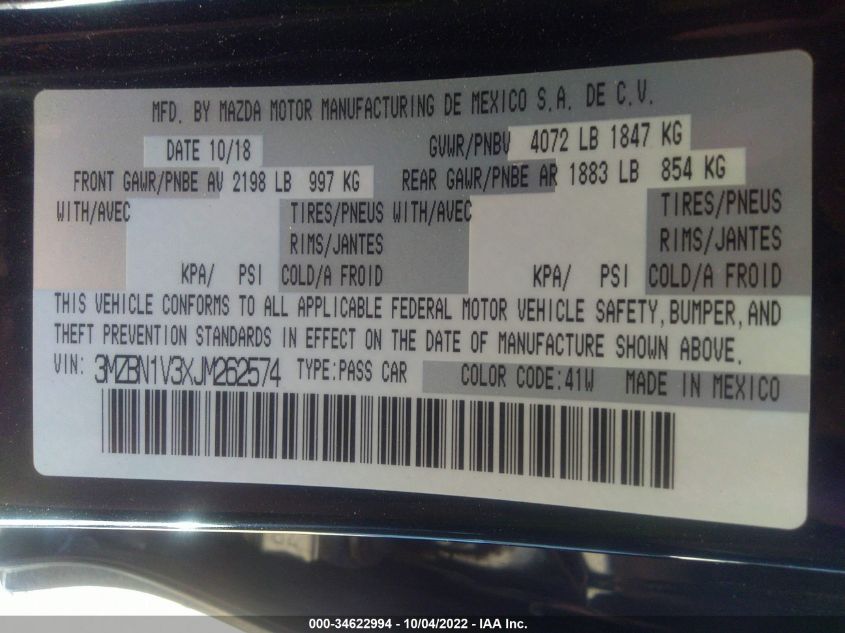 MFD. BY MAZDA MOTOR MANUFACTURING DE MEXICO S.A. DE C.V.
DATE 10/18 GVWR/PNBV 4072 LB 1847 KG
FRONT GAWR/PNBE AV 2198 LB 997 KG REAR GAWR/PNBE AR 1883 LB 854 KG
WITH/AVEC TIRES/PNEUS WITH/AVEC TIRES/PNEUS
RIMS/JANTES RIMS/JANTES
KPA/ PSI COLD/A FROID KPA/ PSI COLD/A FROID
THIS VEHICLE CONFORMS TO ALL APPLICABLE FEDERAL MOTOR VEHICLE SAFETY, BUMPER, AND
THEFT PREVENTION STANDARDS IN EFFECT ON THE DATE OF MANUFACTURE SHOWN ABOVE.
VIN: 3MZBN1V3XJM262574 TYPE:PASS CAR COLOR CODE:41W MADE IN MEXICO
000-34622994 - 10/04/2022 - IAA Inc.